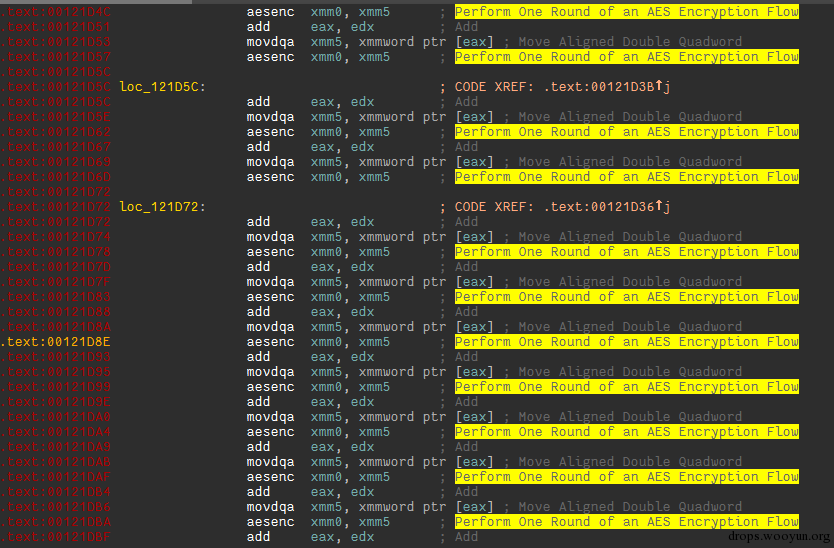 .text:00121D4C aesenc xmm0, xmm5 ; Perform One Round of an AES Encryption Flow
.text:00121D51 add eax, edx ; Add
.text:00121D53 movdqa xmm5, xmmword ptr [eax] ; Move Aligned Double Quadword
.text:00121D57 aesenc xmm0, xmm5 ; Perform One Round of an AES Encryption Flow
.text:00121D5C
.text:00121D5C loc_121D5C: ; CODE XREF: .text:00121D3B↑j
.text:00121D5C add eax, edx ; Add
.text:00121D5E movdqa xmm5, xmmword ptr [eax] ; Move Aligned Double Quadword
.text:00121D62 aesenc xmm0, xmm5 ; Perform One Round of an AES Encryption Flow
.text:00121D67 add eax, edx ; Add
.text:00121D69 movdqa xmm5, xmmword ptr [eax] ; Move Aligned Double Quadword
.text:00121D6D aesenc xmm0, xmm5 ; Perform One Round of an AES Encryption Flow
.text:00121D72
.text:00121D72 loc_121D72: ; CODE XREF: .text:00121D36↑j
.text:00121D72 add eax, edx ; Add
.text:00121D74 movdqa xmm5, xmmword ptr [eax] ; Move Aligned Double Quadword
.text:00121D78 aesenc xmm0, xmm5 ; Perform One Round of an AES Encryption Flow
.text:00121D7D add eax, edx ; Add
.text:00121D7F movdqa xmm5, xmmword ptr [eax] ; Move Aligned Double Quadword
.text:00121D83 aesenc xmm0, xmm5 ; Perform One Round of an AES Encryption Flow
.text:00121D88 add eax, edx ; Add
.text:00121D8A movdqa xmm5, xmmword ptr [eax] ; Move Aligned Double Quadword
.text:00121D8E aesenc xmm0, xmm5 ; Perform One Round of an AES Encryption Flow
.text:00121D93 add eax, edx ; Add
.text:00121D95 movdqa xmm5, xmmword ptr [eax] ; Move Aligned Double Quadword
.text:00121D99 aesenc xmm0, xmm5 ; Perform One Round of an AES Encryption Flow
.text:00121D9E add eax, edx ; Add
.text:00121DA0 movdqa xmm5, xmmword ptr [eax] ; Move Aligned Double Quadword
.text:00121DA4 aesenc xmm0, xmm5 ; Perform One Round of an AES Encryption Flow
.text:00121DA9 add eax, edx ; Add
.text:00121DAB movdqa xmm5, xmmword ptr [eax] ; Move Aligned Double Quadword
.text:00121DAF aesenc xmm0, xmm5 ; Perform One Round of an AES Encryption Flow
.text:00121DB4 add eax, edx ; Add
.text:00121DB6 movdqa xmm5, xmmword ptr [eax] ; Move Aligned Double Quadword
.text:00121DBA aesenc xmm0, xmm5 ; Perform One Round of an AES Encryption Flow
.text:00121DBF add eax, edx ; Add
drops.wooyun.org